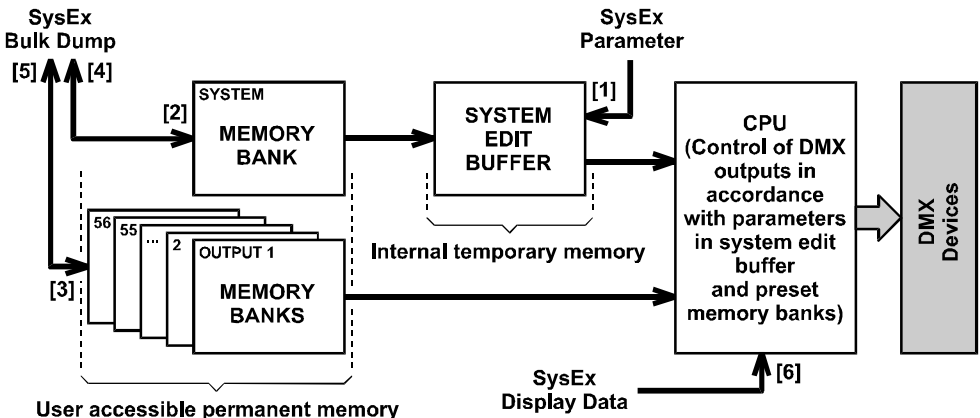 SysEx
Bulk Dump
[5]
[4]
SysEx
Parameter
[2]
SYSTEM
MEMORY
BANK
SYSTEM
EDIT
BUFFER
[1]
CPU
(Control of DMX
outputs in
accordance
with parameters
in system edit
buffer
and preset
memory banks)
DMX
Devices
Internal temporary memory
56
55
...
2
OUTPUT 1
MEMORY
BANKS
[3]
[6]
SysEx
Display Data
User accessible permanent memory